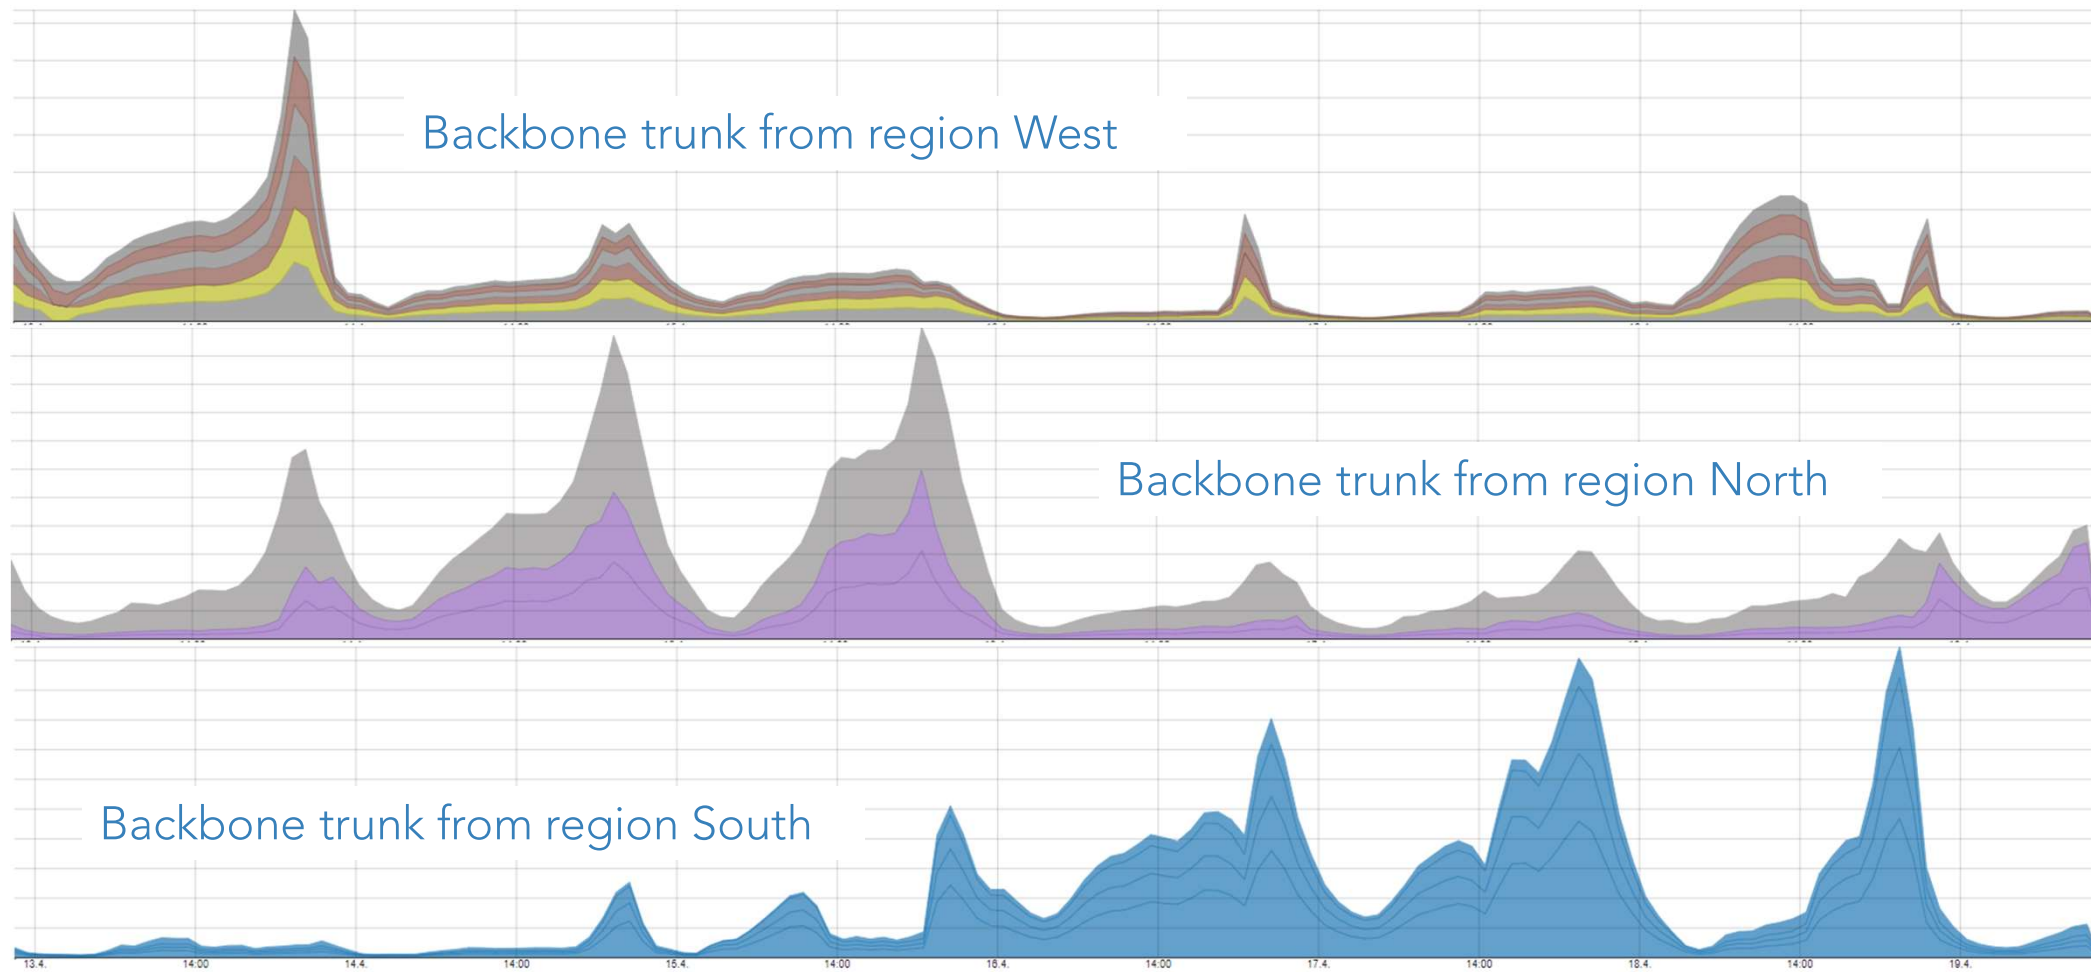 Backbone trunk from region West
Backbone trunk from region North
Backbone trunk from region South
13.4. 14:00 14.4. 14:00 15.4. 14:00 16.4. 14:00 17.4. 14:00 18.4. 14:00 19.4.